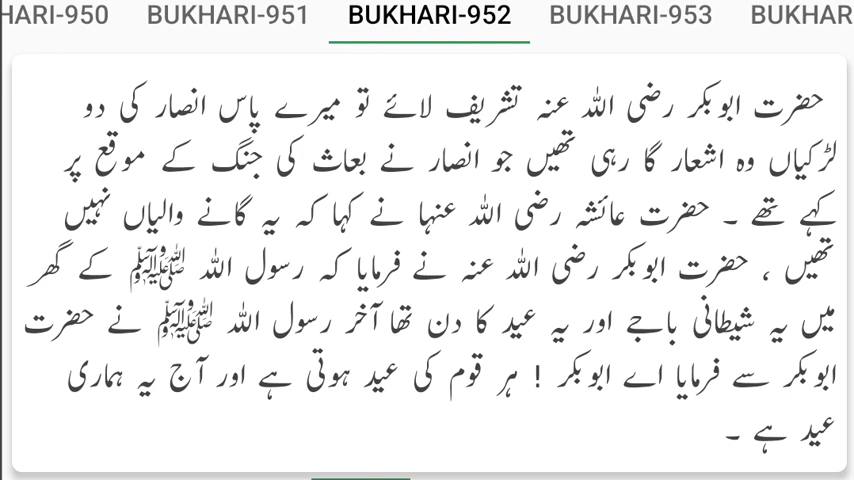 HARI-950 BUKHARI-951 BUKHARI-952 BUKHARI-953 BUKHAR
حضرت ابوبکر رضی اللہ عنہ تشریف لائے تو میرے پاس انصار کی دو
لڑکیاں وہ اشعار گا رہی تھیں جو انصار نے بعاث کی جنگ کے موقع پر
کہے تھے ۔ حضرت عائشہ رضی اللہ عنہا نے کہا کہ یہ گانے والیاں نہیں
تھیں ، حضرت ابوبکر رضی اللہ عنہ نے فرمایا کہ رسول اللہ ﷺ کے گھر
میں یہ شیطانی باجے اور یہ عید کا دن تھا آخر رسول اللہ ﷺ نے حضرت
ابوبکر سے فرمایا اے ابوبکر ! ہر قوم کی عید ہوتی ہے اور آج یہ ہماری
عید ہے ۔